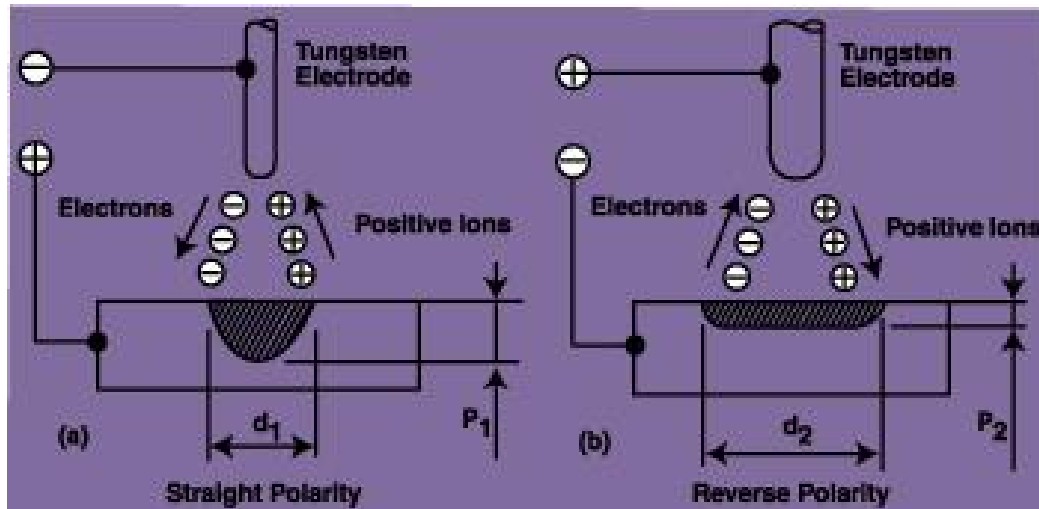 Tungsten
Electrode
Electrons
Positive Ions
P1
d1
(a)
Straight Polarity
Tungsten
Electrode
Electrons
Positive Ions
P2
d2
(b)
Reverse Polarity